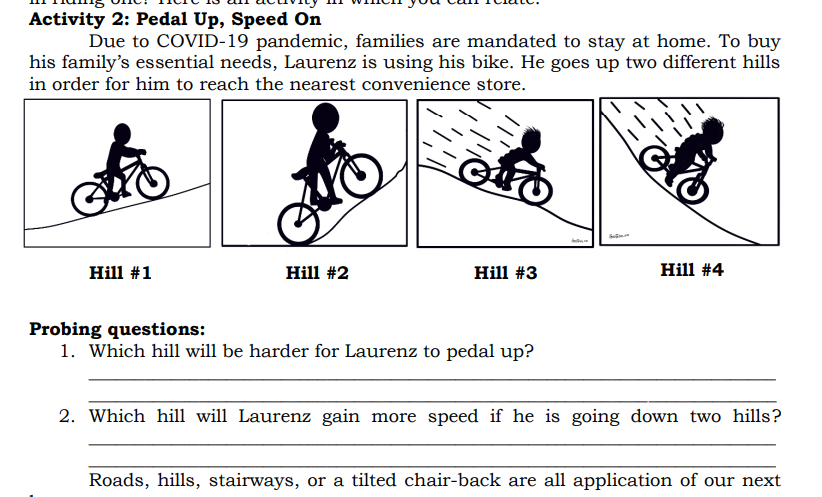 Activity 2: Pedal Up, Speed On
Due to COVID-19 pandemic, families are mandated to stay at home. To buy
his family's essential needs, Laurenz is using his bike. He goes up two different hills
in order for him to reach the nearest convenience store.
Hill #1
Hill #2
Hill #3
Hill #4
Probing questions:
1. Which hill will be harder for Laurenz to pedal up?
2. Which hill will Laurenz gain more speed if he is going down two hills?
Roads, hills, stairways, or a tilted chair-back are all application of our next